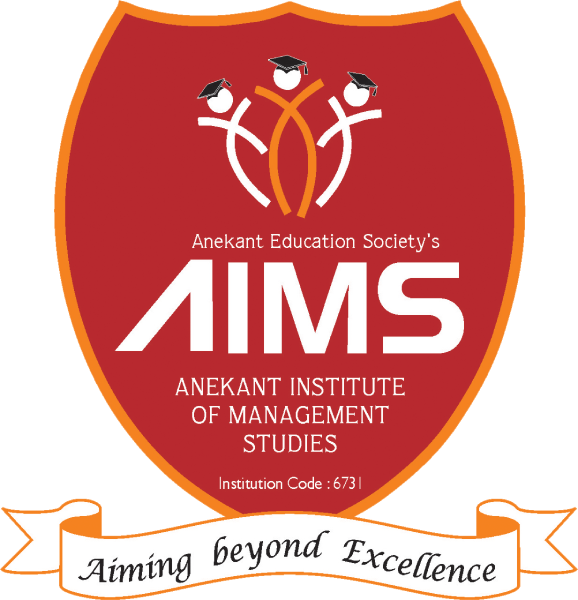 Anekant Education Society's
AIMS
ANEKANT INSTITUTE
OF MANAGEMENT
STUDIES
Institution Code : 6731
Aiming beyond Excellence